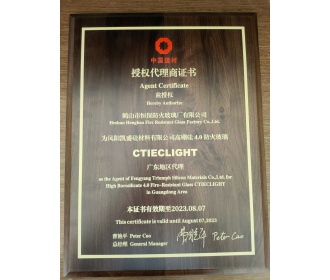 中国建材
授权代理商证书
Agent Certificate
兹授权
Hereby Authorize
鹤山市恒保防火玻璃厂有限公司
Heshan Hengbao Fire-Resistant Glass Factory Co.,Ltd.
为凤阳凯盛硅材料有限公司高硼硅4.0防火玻璃
CTIECLIGHT
广东地区代理
as the Agent of Fengyang Triumph Silicon Materials Co.,Ltd. for
High Borosilicate 4.0 Fire-Resistant Glass CTIECLIGHT
in Guangdong Area
本证书有效期至2023.08.07
This certificate is valid until August 07,2023
曹艳平 Peter Cao
总经理 General Manager
Peter Cao